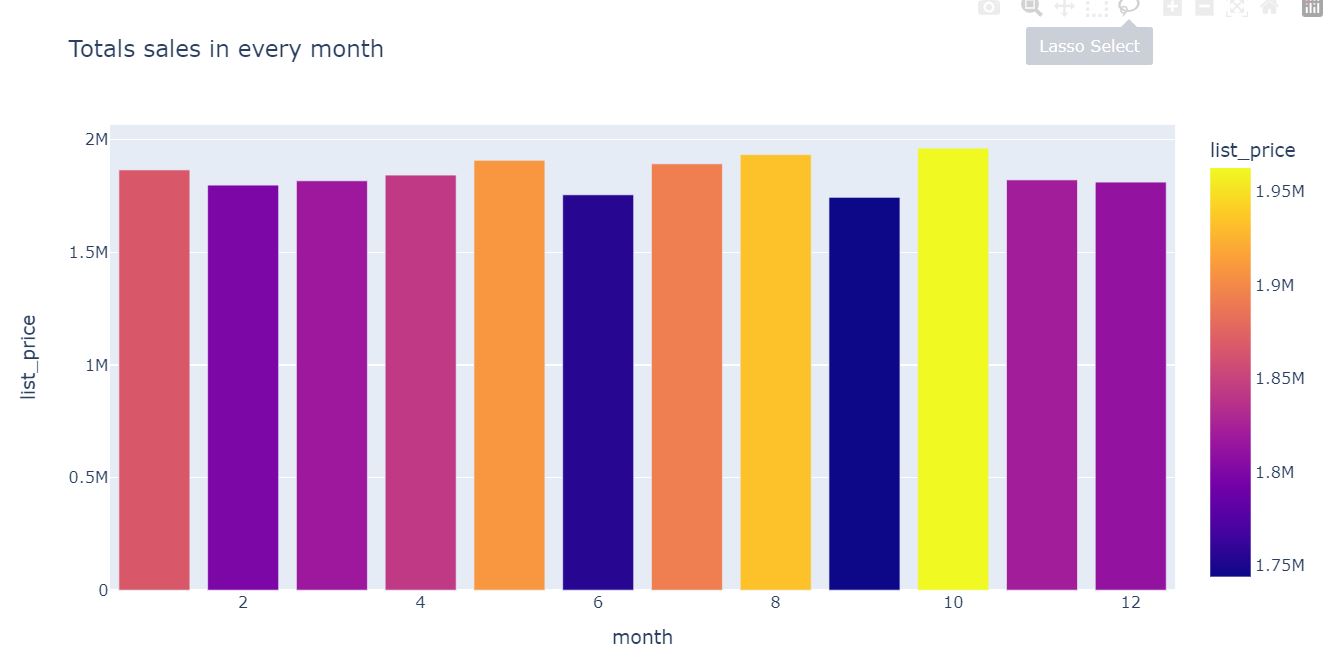 Totals sales in every month
Lasso Select
list_price
2M
1.5M
1M
0.5M
0
2
4
6
8
10
12
month
list_price
1.95M
1.9M
1.85M
1.8M
1.75M